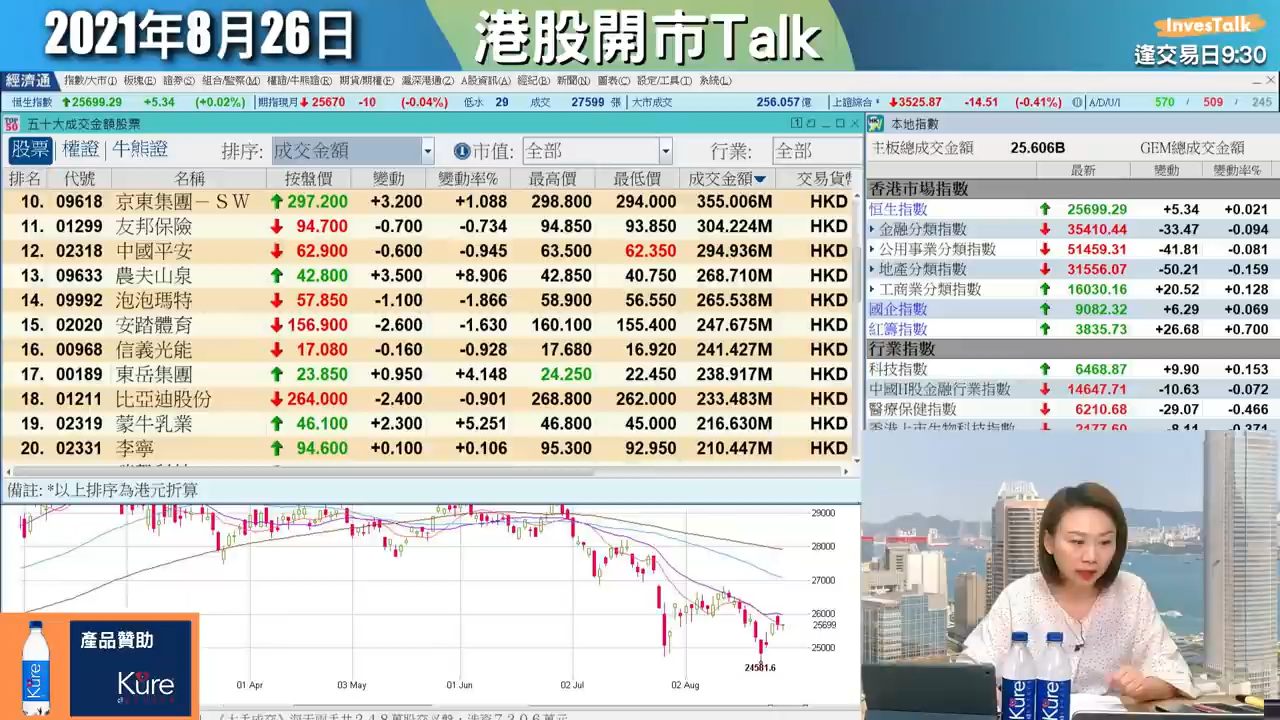 2021年8月26日
港股開市Talk
InvesTalk
逢交易日9:30
經濟通 指數/大市(I) 板塊(E) 證券(S) 組合/監察(M) 權證/牛熊證(R) 期貨/期權(F) 滬深港通(Z) A股資訊(A) 經紀(B) 新聞(N) 圖表(C) 設定/工具(T) 系統(L)
恒生指數 25699.29 +5.34 (+0.02%) 期指現月 25670 -10 (-0.04%) 低水 29 成交 27599 張 大市成交 256.057億 上證綜合 3525.87 -14.51 (-0.41%) A/D/U/I 570 / 509 / 245
TOP 50 五十大成交金額股票
股票 權證 牛熊證 排序: 成交金額 市值: 全部 行業: 全部
排名 代號 名稱 按盤價 變動 變動率% 最高價 最低價 成交金額 交易貨幣
10. 09618 京東集團－ＳＷ 297.200 +3.200 +1.088 298.800 294.000 355.006M HKD
11. 01299 友邦保險 94.700 -0.700 -0.734 94.850 93.850 304.224M HKD
12. 02318 中國平安 62.900 -0.600 -0.945 63.500 62.350 294.936M HKD
13. 09633 農夫山泉 42.800 +3.500 +8.906 42.850 40.750 268.710M HKD
14. 09992 泡泡瑪特 57.850 -1.100 -1.866 58.900 56.550 265.538M HKD
15. 02020 安踏體育 156.900 -2.600 -1.630 160.100 155.400 247.675M HKD
16. 00968 信義光能 17.080 -0.160 -0.928 17.680 16.920 241.427M HKD
17. 00189 東岳集團 23.850 +0.950 +4.148 24.250 22.450 238.917M HKD
18. 01211 比亞迪股份 264.000 -2.400 -0.901 268.800 262.000 233.483M HKD
19. 02319 蒙牛乳業 46.100 +2.300 +5.251 46.800 45.000 216.630M HKD
20. 02331 李寧 94.600 +0.100 +0.106 95.300 92.950 210.447M HKD
備註: *以上排序為港元折算
本地指數
主板總成交金額 25.606B GEM總成交金額
最新 變動 變動率%
香港市場指數
恒生指數 25699.29 +5.34 +0.021
金融分類指數 35410.44 -33.47 -0.094
公用事業分類指數 51459.31 -41.81 -0.081
地產分類指數 31556.07 -50.21 -0.159
工商業分類指數 16030.16 +20.52 +0.128
國企指數 9082.32 +6.29 +0.069
紅籌指數 3835.73 +26.68 +0.700
行業指數
科技指數 6468.87 +9.90 +0.153
中國H股金融行業指數 14647.71 -10.63 -0.072
醫療保健指數 6210.68 -29.07 -0.466
香港上市生物科技指數 2177.60 -8.11 -0.371
29000
28000
27000
26000
25699
25000
24581.6
01 Apr 03 May 01 Jun 02 Jul 02 Aug
產品贊助
Kure
Kure
Kure
Kure